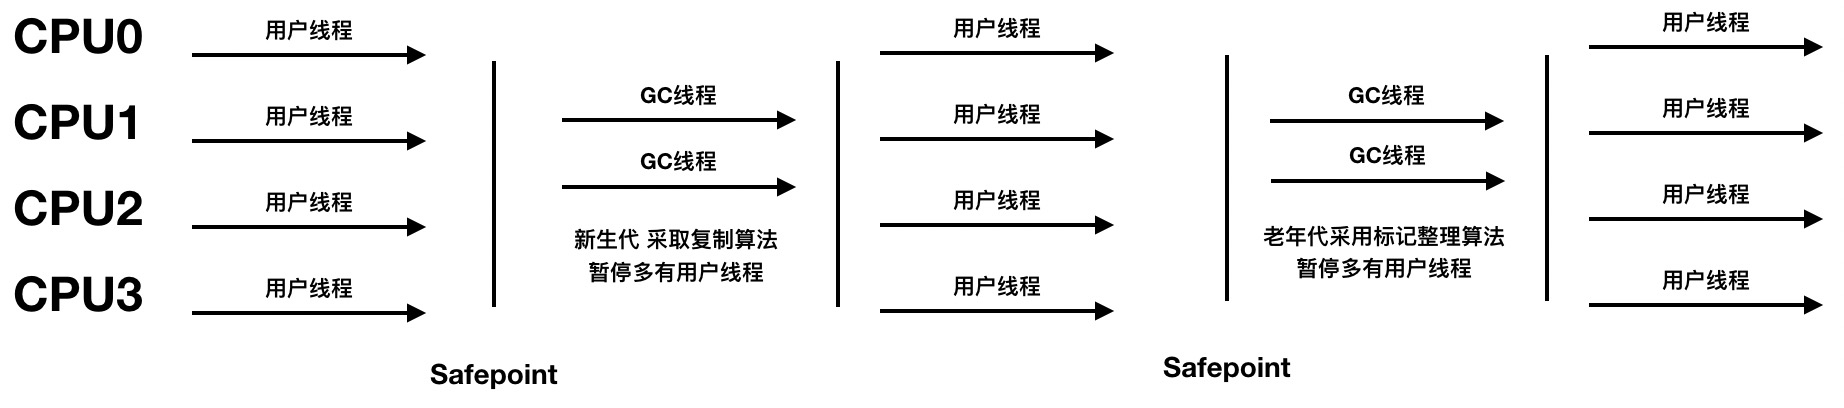 CPU0 用户线程 用户线程 用户线程
GC线程 GC线程
CPU1 用户线程 用户线程 用户线程
GC线程 GC线程
CPU2 用户线程 用户线程 用户线程
新生代 采取复制算法 老年代采用标记整理算法
暂停多有用户线程 暂停多有用户线程
CPU3 用户线程 用户线程 用户线程
Safepoint Safepoint